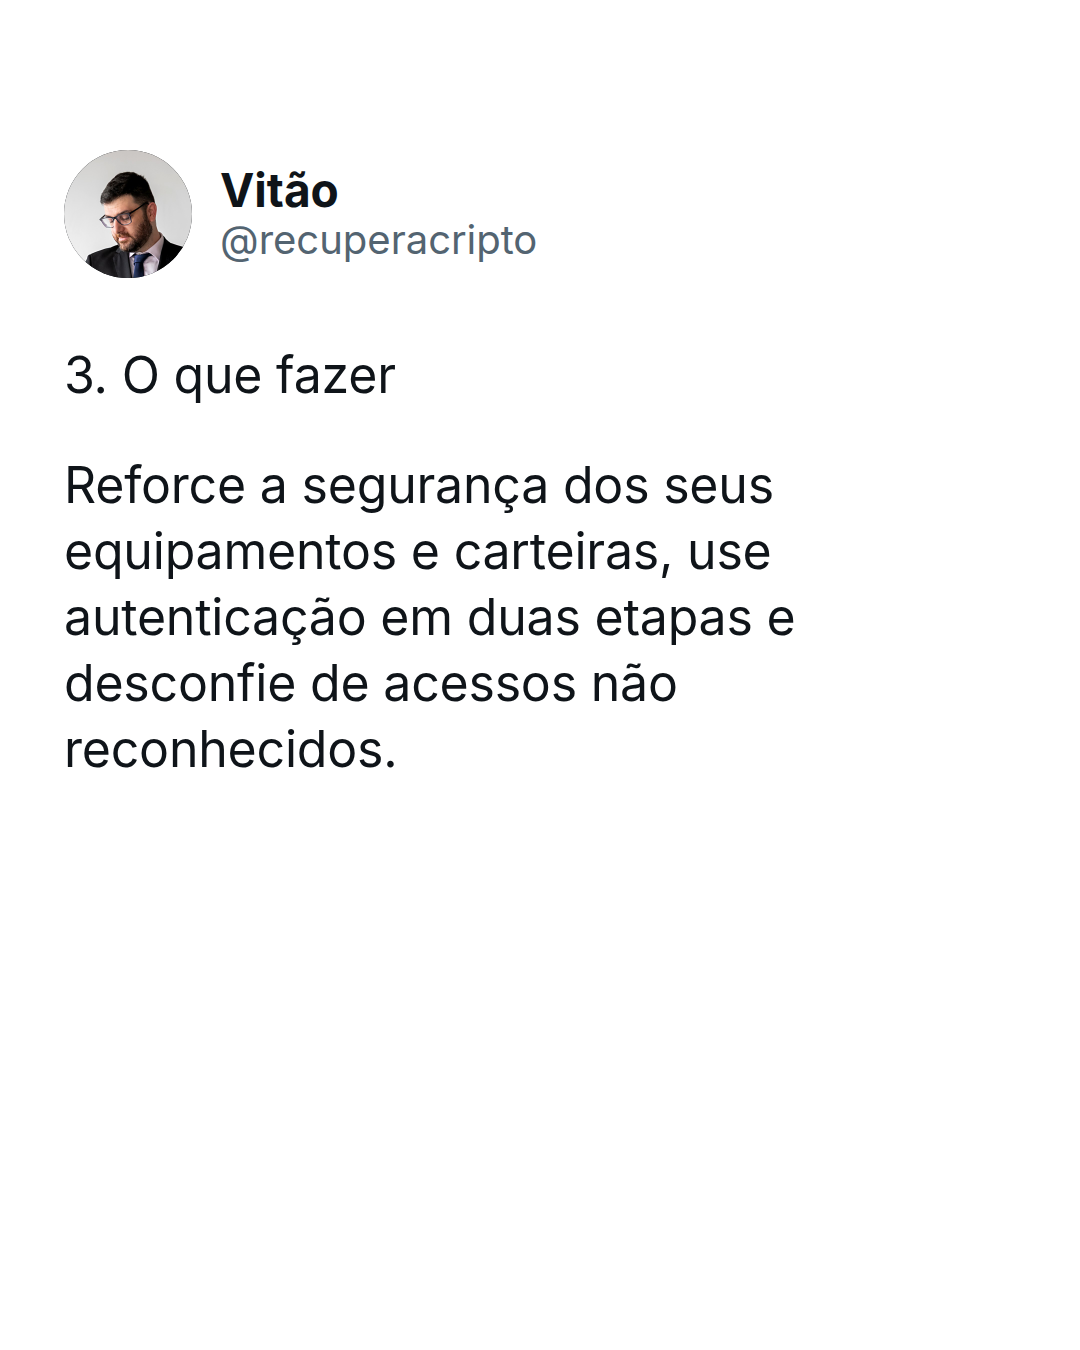 Vitão
@recuperacripto
3. O que fazer
Reforce a segurança dos seus
equipamentos e carteiras, use
autenticação em duas etapas e
desconfie de acessos não
reconhecidos.